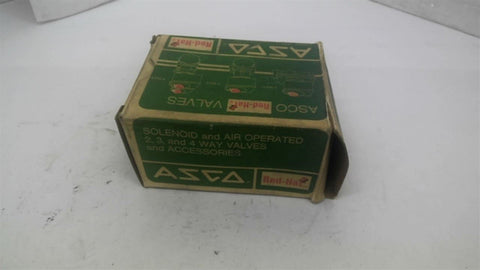 ASCO Red-Hat
ASCO Red-Hat VALVES
SOLENOID and AIR OPERATED
2, 3, and 4 WAY VALVES
and ACCESSORIES
ASCO Red-Hat